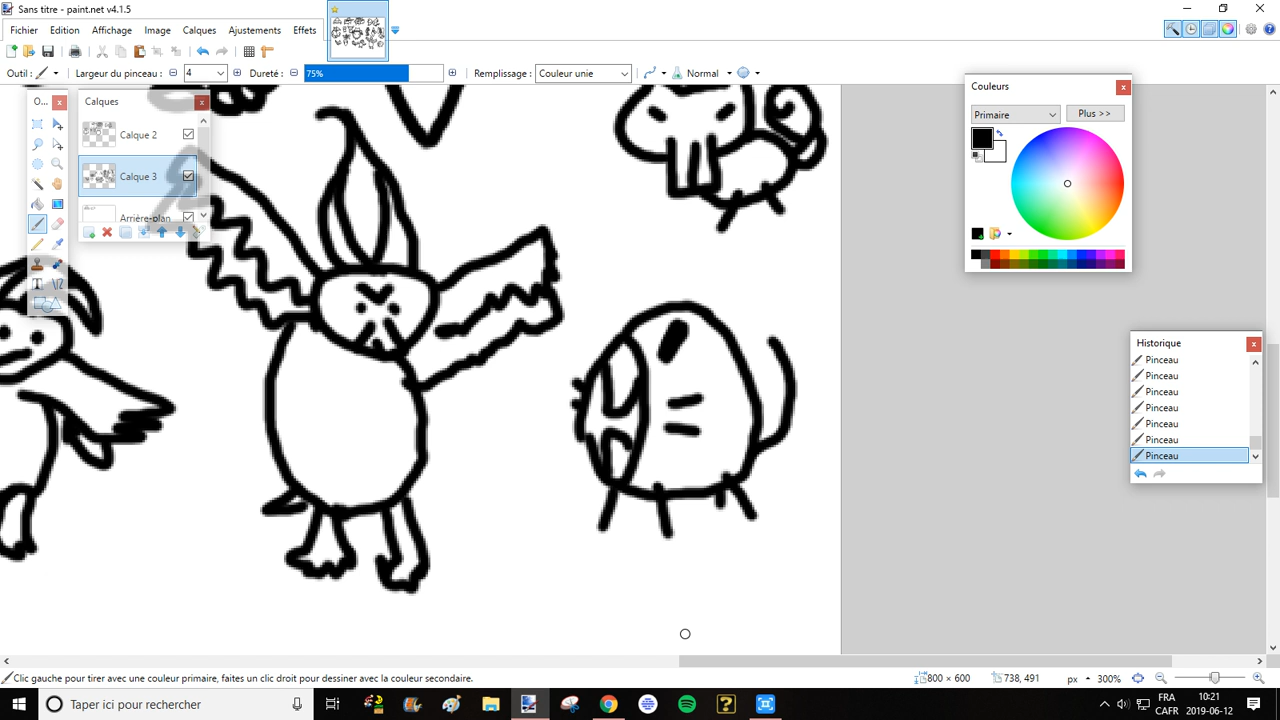 Sans titre - paint.net v4.1.5
Fichier Edition Affichage Image Calques Ajustements Effets
Outil : Largeur du pinceau : 4 Dureté : 75% Remplissage : Couleur unie Normal
O... Calques
Calque 2
Calque 3
Arrière-plan
Couleurs
Primaire Plus >>
Historique
Pinceau
Pinceau
Pinceau
Pinceau
Pinceau
Pinceau
Pinceau
Clic gauche pour tirer avec une couleur primaire, faites un clic droit pour dessiner avec la couleur secondaire. 800 × 600 738, 491 px 300%
Taper ici pour rechercher
FRA 10:21
CAFR 2019-06-12